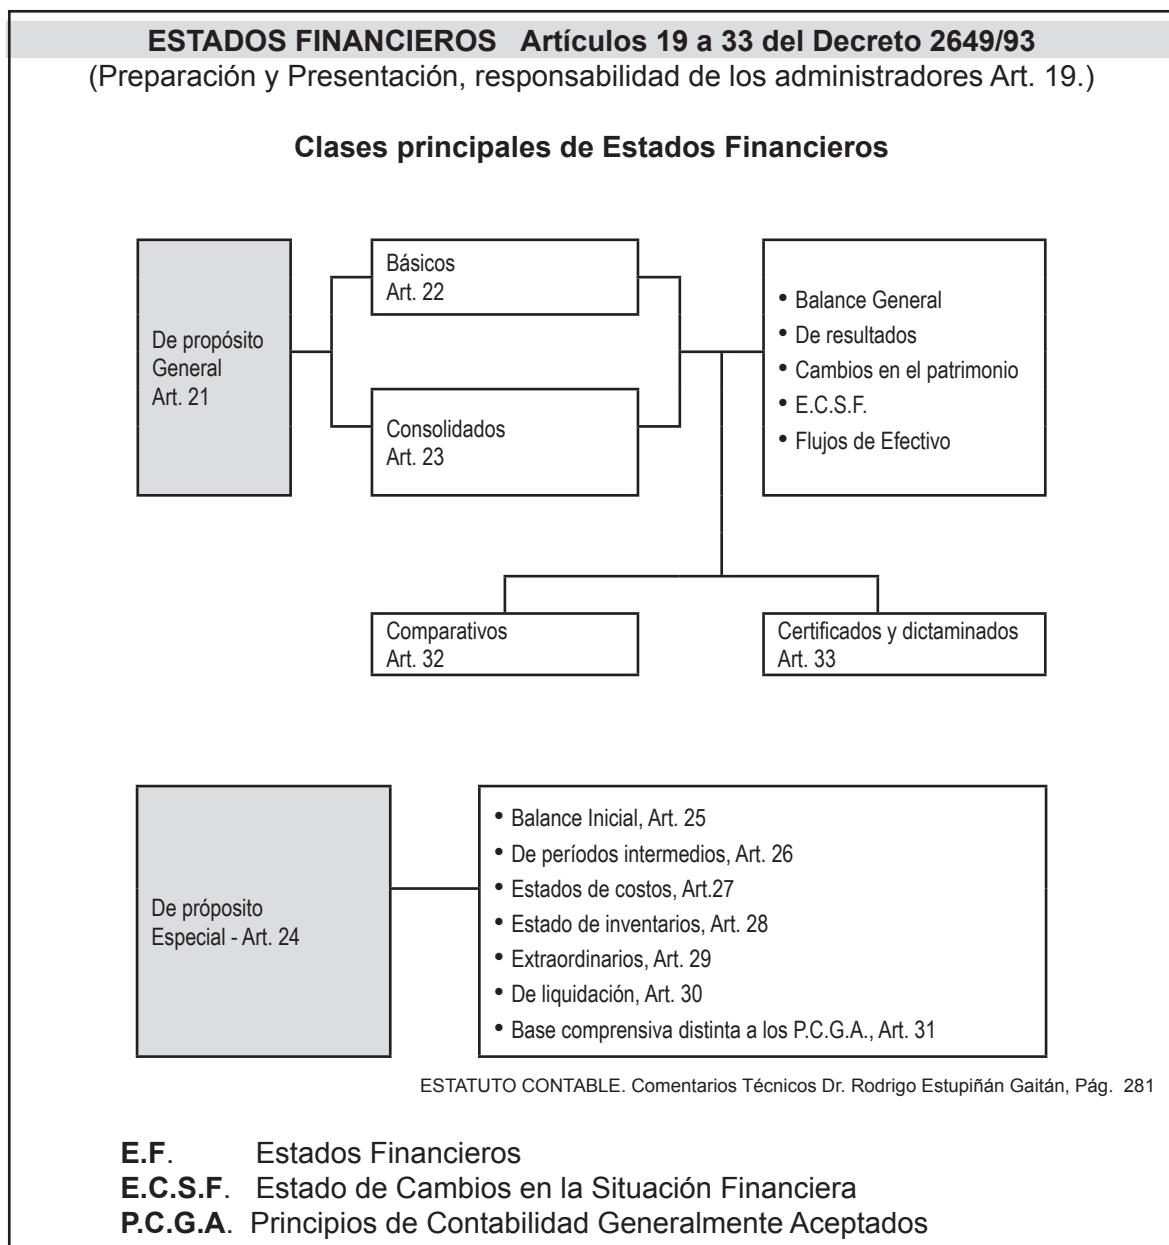 ESTADOS FINANCIEROS Artículos 19 a 33 del Decreto 2649/93
(Preparación y Presentación, responsabilidad de los administradores Art. 19.)
Clases principales de Estados Financieros
De propósito
General
Art. 21
Básicos
Art. 22
Consolidados
Art. 23
• Balance General
• De resultados
• Cambios en el patrimonio
• E.C.S.F.
• Flujos de Efectivo
Comparativos
Art. 32
Certificados y dictaminados
Art. 33
De próposito
Especial - Art. 24
• Balance Inicial, Art. 25
• De períodos intermedios, Art. 26
• Estados de costos, Art.27
• Estado de inventarios, Art. 28
• Extraordinarios, Art. 29
• De liquidación, Art. 30
• Base comprensiva distinta a los P.C.G.A., Art. 31
ESTATUTO CONTABLE. Comentarios Técnicos Dr. Rodrigo Estupiñán Gaitán, Pág. 281
E.F. Estados Financieros
E.C.S.F. Estado de Cambios en la Situación Financiera
P.C.G.A. Principios de Contabilidad Generalmente Aceptados